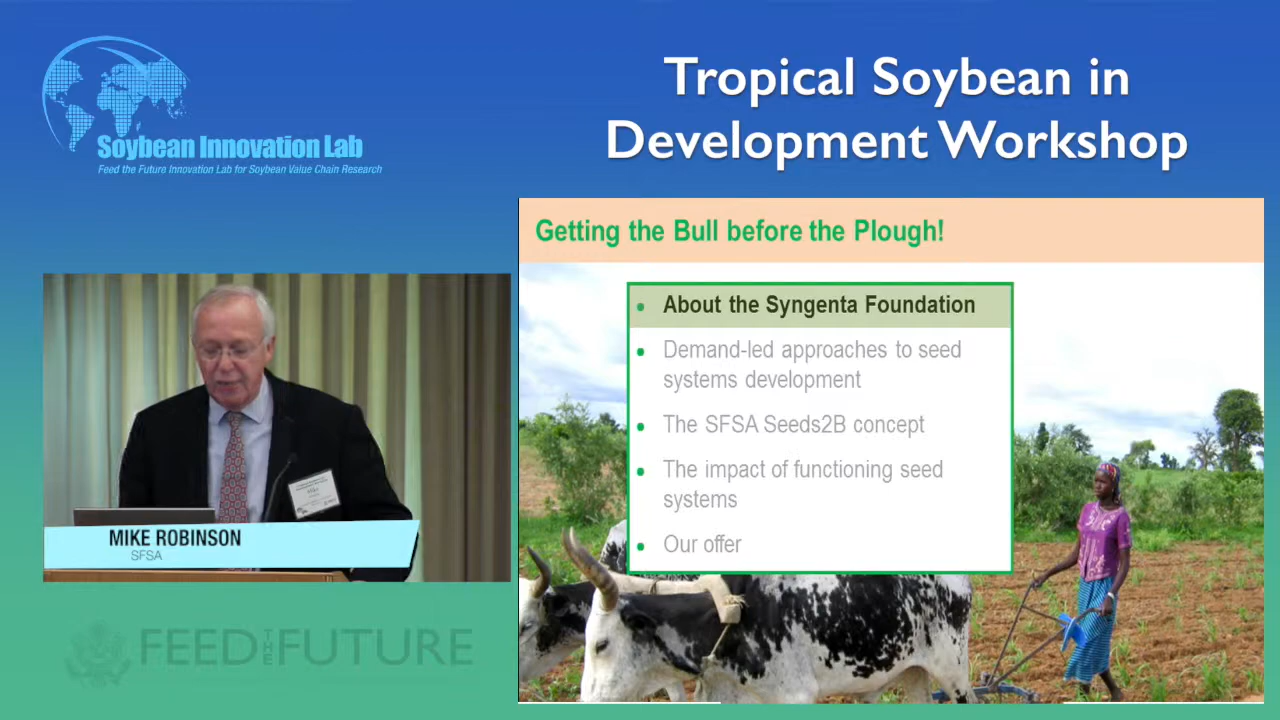 Soybean Innovation Lab
Feed the Future Innovation Lab for Soybean Value Chain Research
Tropical Soybean in
Development Workshop
Getting the Bull before the Plough!
About the Syngenta Foundation
Demand-led approaches to seed
systems development
The SFSA Seeds2B concept
The impact of functioning seed
systems
Our offer
MIKE ROBINSON
SFSA
FEED THE FUTURE